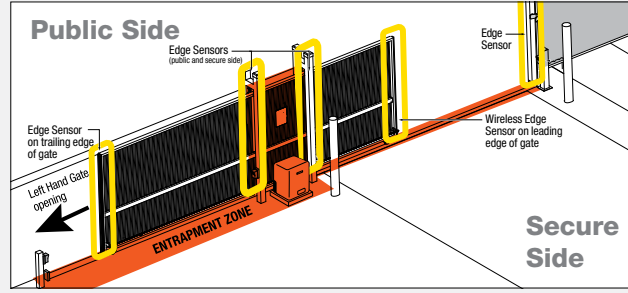 Public Side
Edge Sensors
(public and secure side)
Edge
Sensor
Edge Sensor
on trailing edge
of gate
Wireless Edge
Sensor on leading
edge of gate
Left Hand Gate
opening
ENTRAPMENT ZONE
Secure
Side